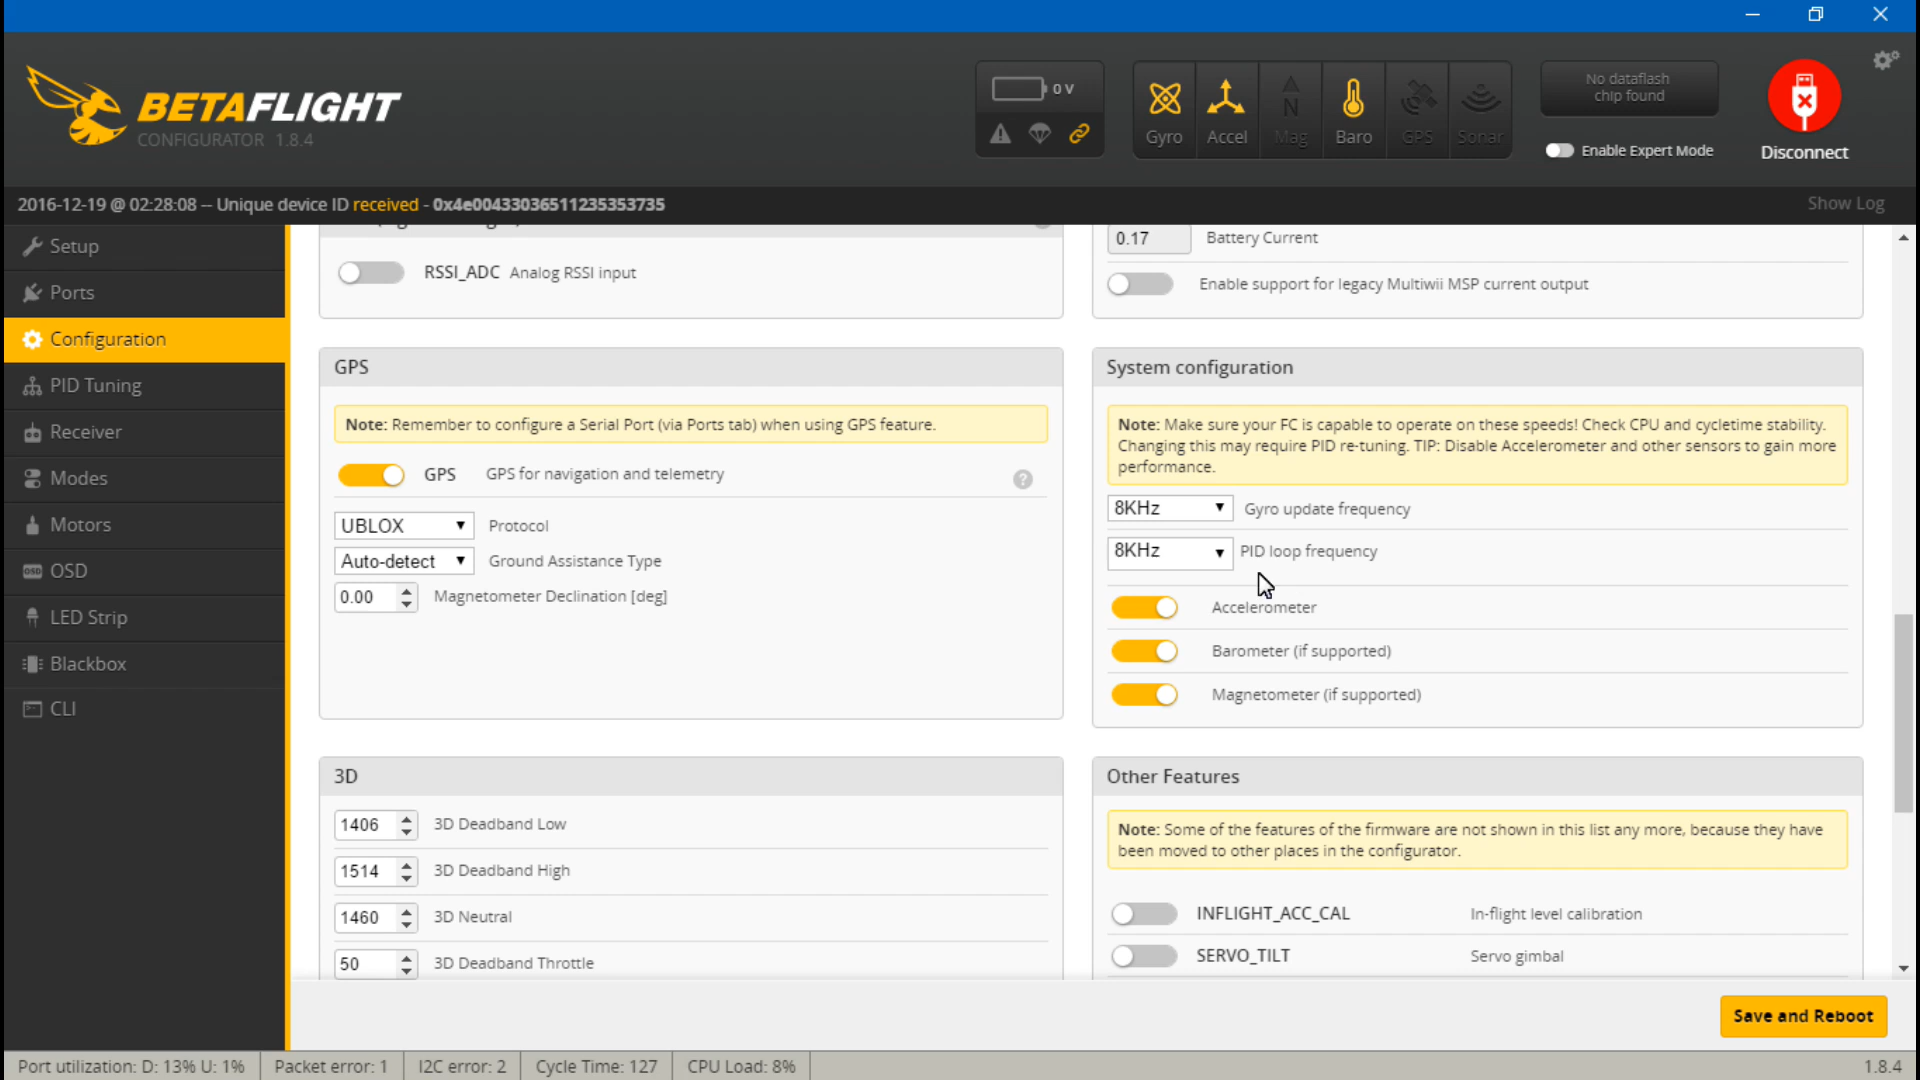 BETAFLIGHT
CONFIGURATOR 1.8.4
0 V
Gyro
Accel
Mag
Baro
GPS
Sonar
No dataflash
chip found
Enable Expert Mode
Disconnect
2016-12-19 @ 02:28:08 -- Unique device ID received - 0x4e00433036511235353735
Show Log
Setup
Ports
Configuration
PID Tuning
Receiver
Modes
Motors
OSD
LED Strip
Blackbox
CLI
RSSI_ADC Analog RSSI input
0.17 Battery Current
Enable support for legacy Multiwii MSP current output
GPS
Note: Remember to configure a Serial Port (via Ports tab) when using GPS feature.
GPS GPS for navigation and telemetry
UBLOX Protocol
Auto-detect Ground Assistance Type
0.00 Magnetometer Declination [deg]
System configuration
Note: Make sure your FC is capable to operate on these speeds! Check CPU and cycletime stability.
Changing this may require PID re-tuning. TIP: Disable Accelerometer and other sensors to gain more
performance.
8KHz Gyro update frequency
8KHz PID loop frequency
Accelerometer
Barometer (if supported)
Magnetometer (if supported)
3D
1406 3D Deadband Low
1514 3D Deadband High
1460 3D Neutral
50 3D Deadband Throttle
Other Features
Note: Some of the features of the firmware are not shown in this list any more, because they have
been moved to other places in the configurator.
INFLIGHT_ACC_CAL In-flight level calibration
SERVO_TILT Servo gimbal
Save and Reboot
Port utilization: D: 13% U: 1%
Packet error: 1
I2C error: 2
Cycle Time: 127
CPU Load: 8%
1.8.4